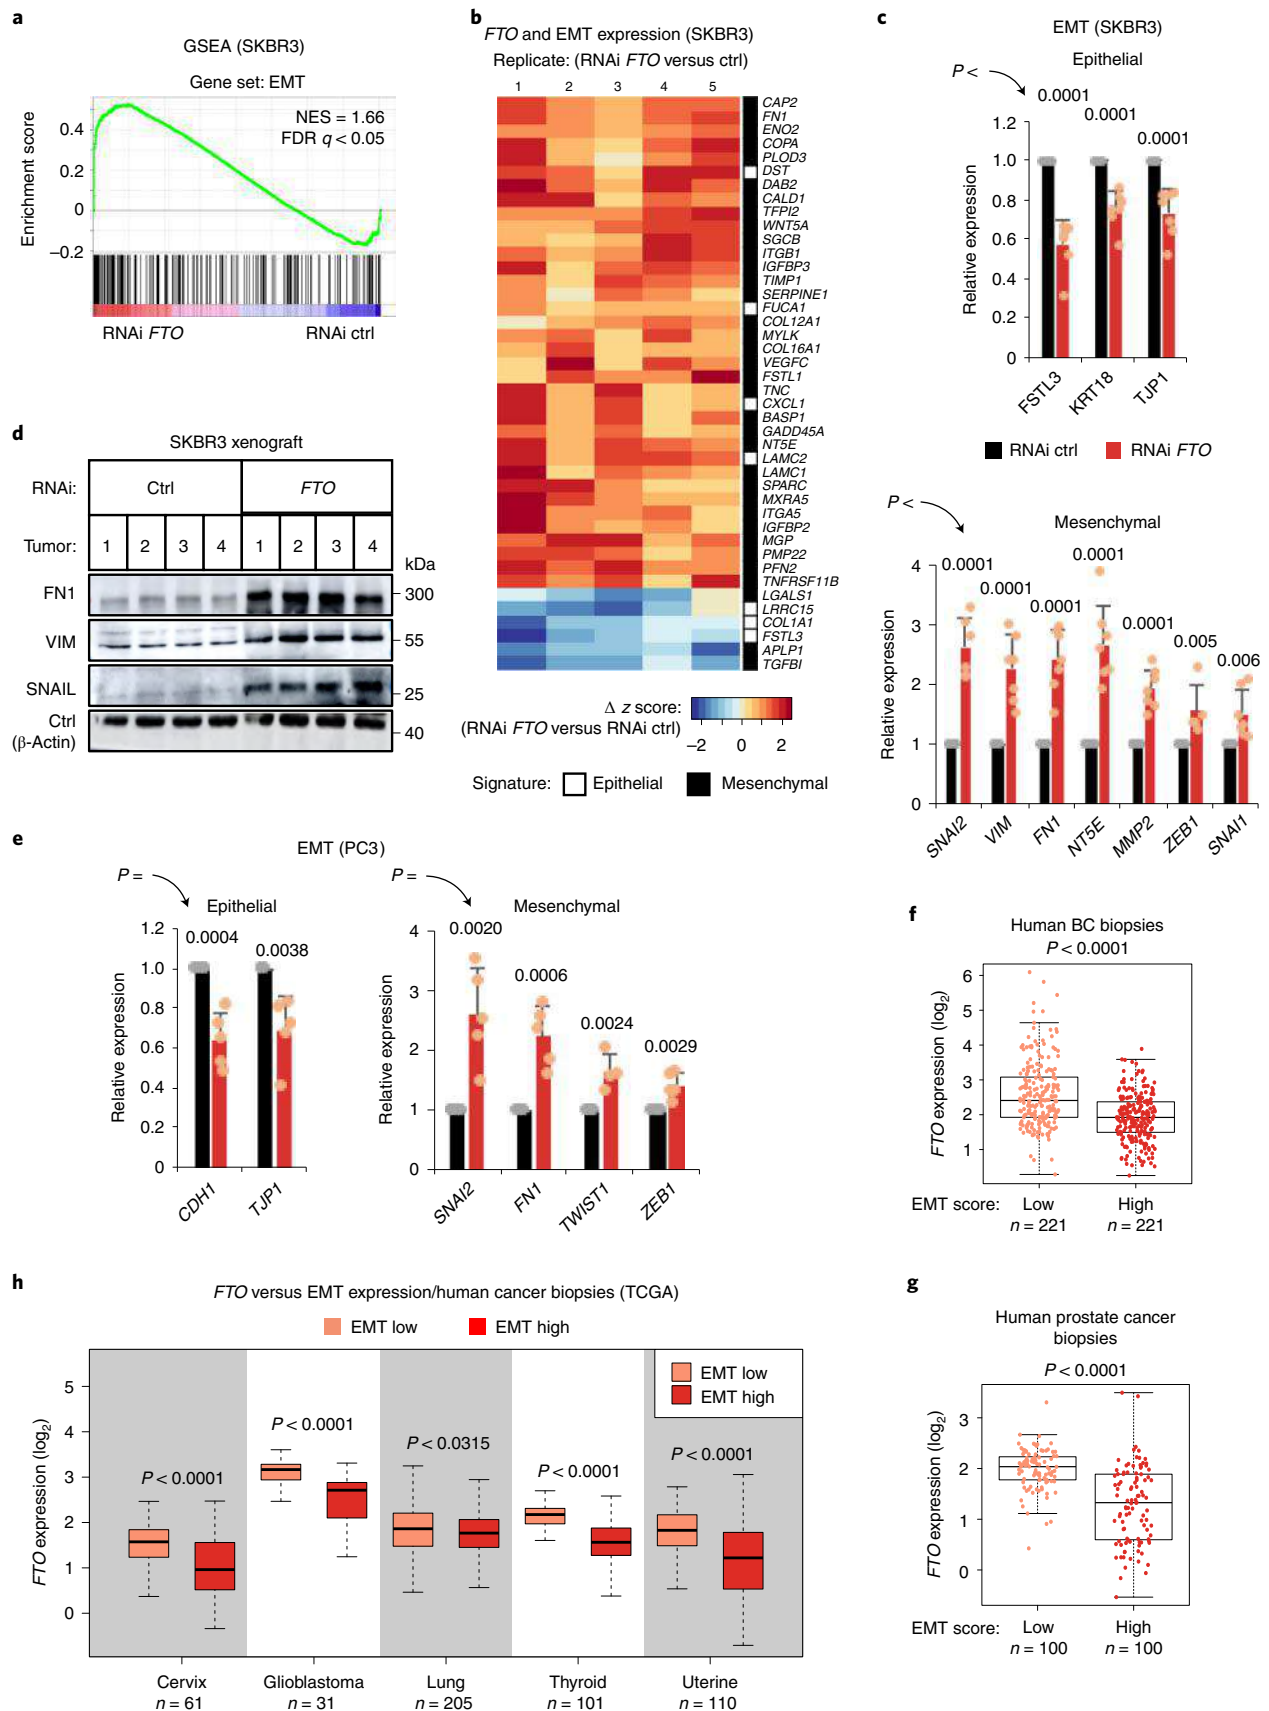 a
GSEA (SKBR3)
Gene set: EMT
NES = 1.66
FDR q < 0.05
Enrichment score
0.4
0.2
0
–0.2
RNAi FTO
RNAi ctrl
b
FTO and EMT expression (SKBR3)
Replicate: (RNAi FTO versus ctrl)
1 2 3 4 5
CAP2
FN1
ENO2
COPA
PLOD3
DST
DAB2
CALD1
TFPI2
WNT5A
SGCB
ITGB1
IGFBP3
TIMP1
SERPINE1
FUCA1
COL12A1
MYLK
COL16A1
VEGFC
FSTL1
TNC
CXCL1
BASP1
GADD45A
NT5E
LAMC2
LAMC1
SPARC
MXRA5
ITGA5
IGFBP2
MGP
PMP22
PFN2
TNFRSF11B
LGALS1
LRRC15
COL1A1
FSTL3
APLP1
TGFBI
Δ z score:
(RNAi FTO versus RNAi ctrl)
–2 0 2
Signature: Epithelial Mesenchymal
c
EMT (SKBR3)
Epithelial
P <
0.0001
0.0001
0.0001
Relative expression
1.2
1.0
0.8
0.6
0.4
0.2
0
FSTL3
KRT18
TJP1
RNAi ctrl RNAi FTO
P <
Mesenchymal
0.0001
0.0001
0.0001
0.0001
0.0001
0.005
0.006
Relative expression
4
3
2
1
0
SNAI2
VIM
FN1
NT5E
MMP2
ZEB1
SNAI1
d
SKBR3 xenograft
RNAi: Ctrl FTO
Tumor: 1 2 3 4 1 2 3 4
kDa
FN1 300
VIM 55
SNAIL 25
Ctrl
(β-Actin) 40
e
EMT (PC3)
P =
Epithelial
0.0004
0.0038
Relative expression
1.2
1.0
0.8
0.6
0.4
0.2
0
CDH1
TJP1
P =
Mesenchymal
0.0020
0.0006
0.0024
0.0029
Relative expression
4
3
2
1
0
SNAI2
FN1
TWIST1
ZEB1
f
Human BC biopsies
P < 0.0001
FTO expression (log2)
6
5
4
3
2
1
EMT score: Low High
n = 221 n = 221
g
Human prostate cancer
biopsies
P < 0.0001
FTO expression (log2)
3
2
1
0
EMT score: Low High
n = 100 n = 100
h
FTO versus EMT expression/human cancer biopsies (TCGA)
EMT low EMT high
EMT low
EMT high
FTO expression (log2)
5
4
3
2
1
0
P < 0.0001
P < 0.0001
P < 0.0315
P < 0.0001
P < 0.0001
Cervix Glioblastoma Lung Thyroid Uterine
n = 61 n = 31 n = 205 n = 101 n = 110